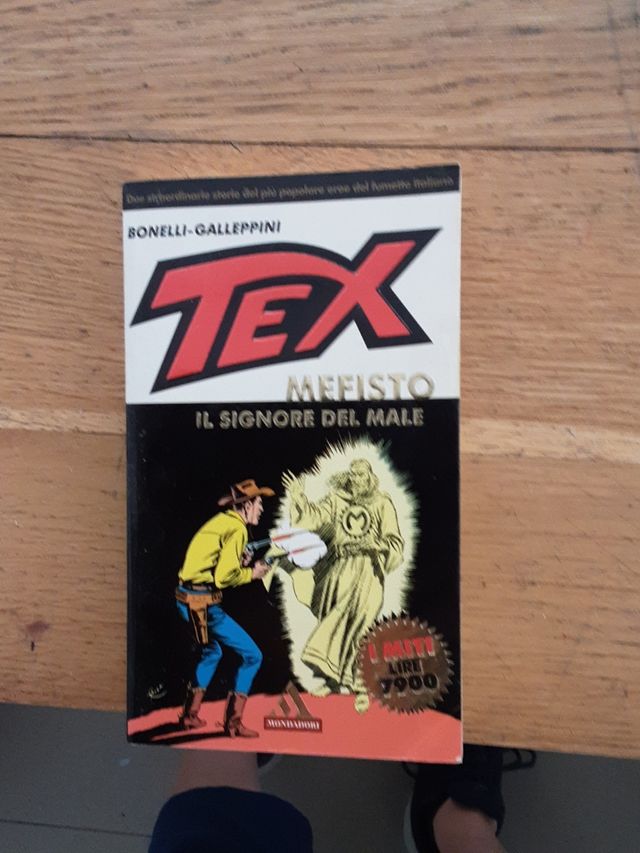 Due straordinarie storie del più popolare eroe del fumetto italiano
BONELLI-GALLEPPINI
TEX
MEFISTO
IL SIGNORE DEL MALE
M
I MITI
LIRE
7900
MONDADORI